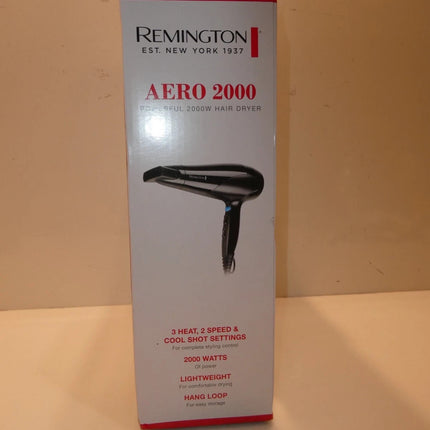 REMINGTON
EST. NEW YORK 1937
AERO 2000
POWERFUL 2000W HAIR DRYER
REMINGTON
3 HEAT, 2 SPEED &
COOL SHOT SETTINGS
For complete styling control
2000 WATTS
Of power
LIGHTWEIGHT
For comfortable drying
HANG LOOP
For easy storage